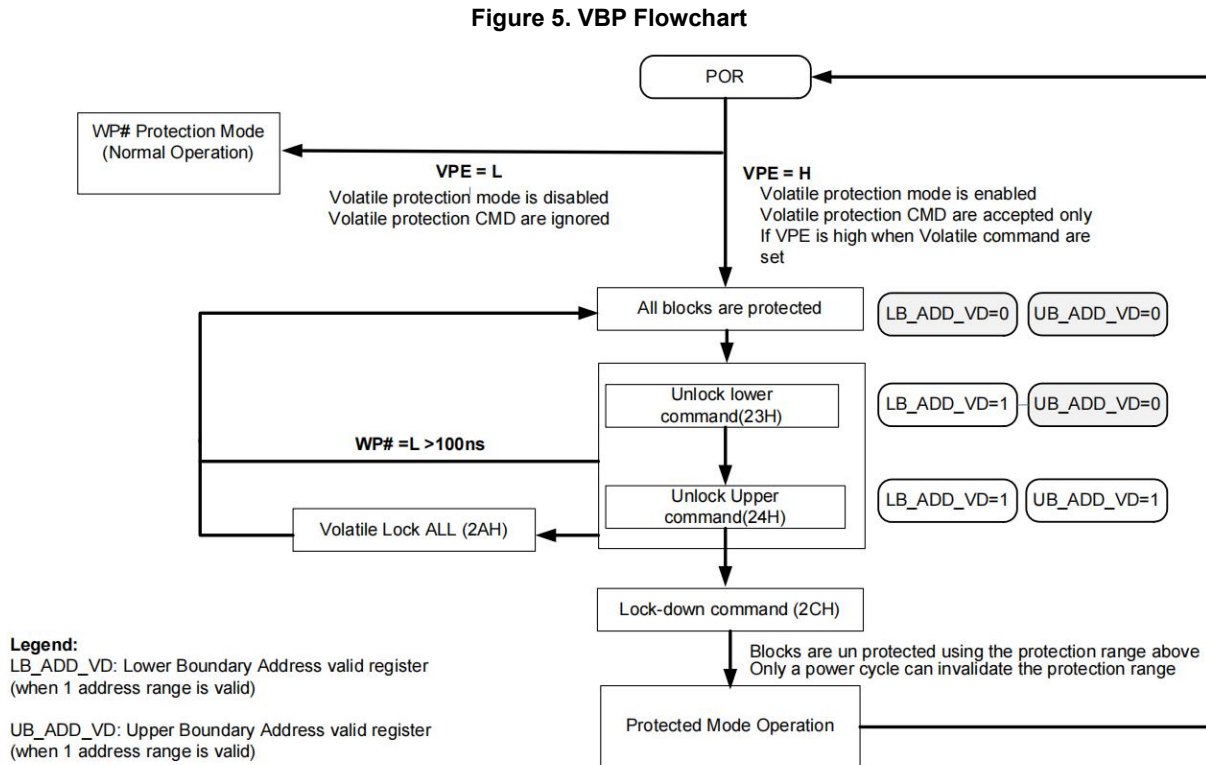 Figure 5. VBP Flowchart
POR
WP# Protection Mode
(Normal Operation)
VPE = L
Volatile protection mode is disabled
Volatile protection CMD are ignored
VPE = H
Volatile protection mode is enabled
Volatile protection CMD are accepted only
If VPE is high when Volatile command are
set
All blocks are protected
LB_ADD_VD=0
UB_ADD_VD=0
Unlock lower
command(23H)
LB_ADD_VD=1
UB_ADD_VD=0
WP# =L >100ns
Unlock Upper
command(24H)
LB_ADD_VD=1
UB_ADD_VD=1
Volatile Lock ALL (2AH)
Lock-down command (2CH)
Blocks are un protected using the protection range above
Only a power cycle can invalidate the protection range
Protected Mode Operation
Legend:
LB_ADD_VD: Lower Boundary Address valid register
(when 1 address range is valid)
UB_ADD_VD: Upper Boundary Address valid register
(when 1 address range is valid)